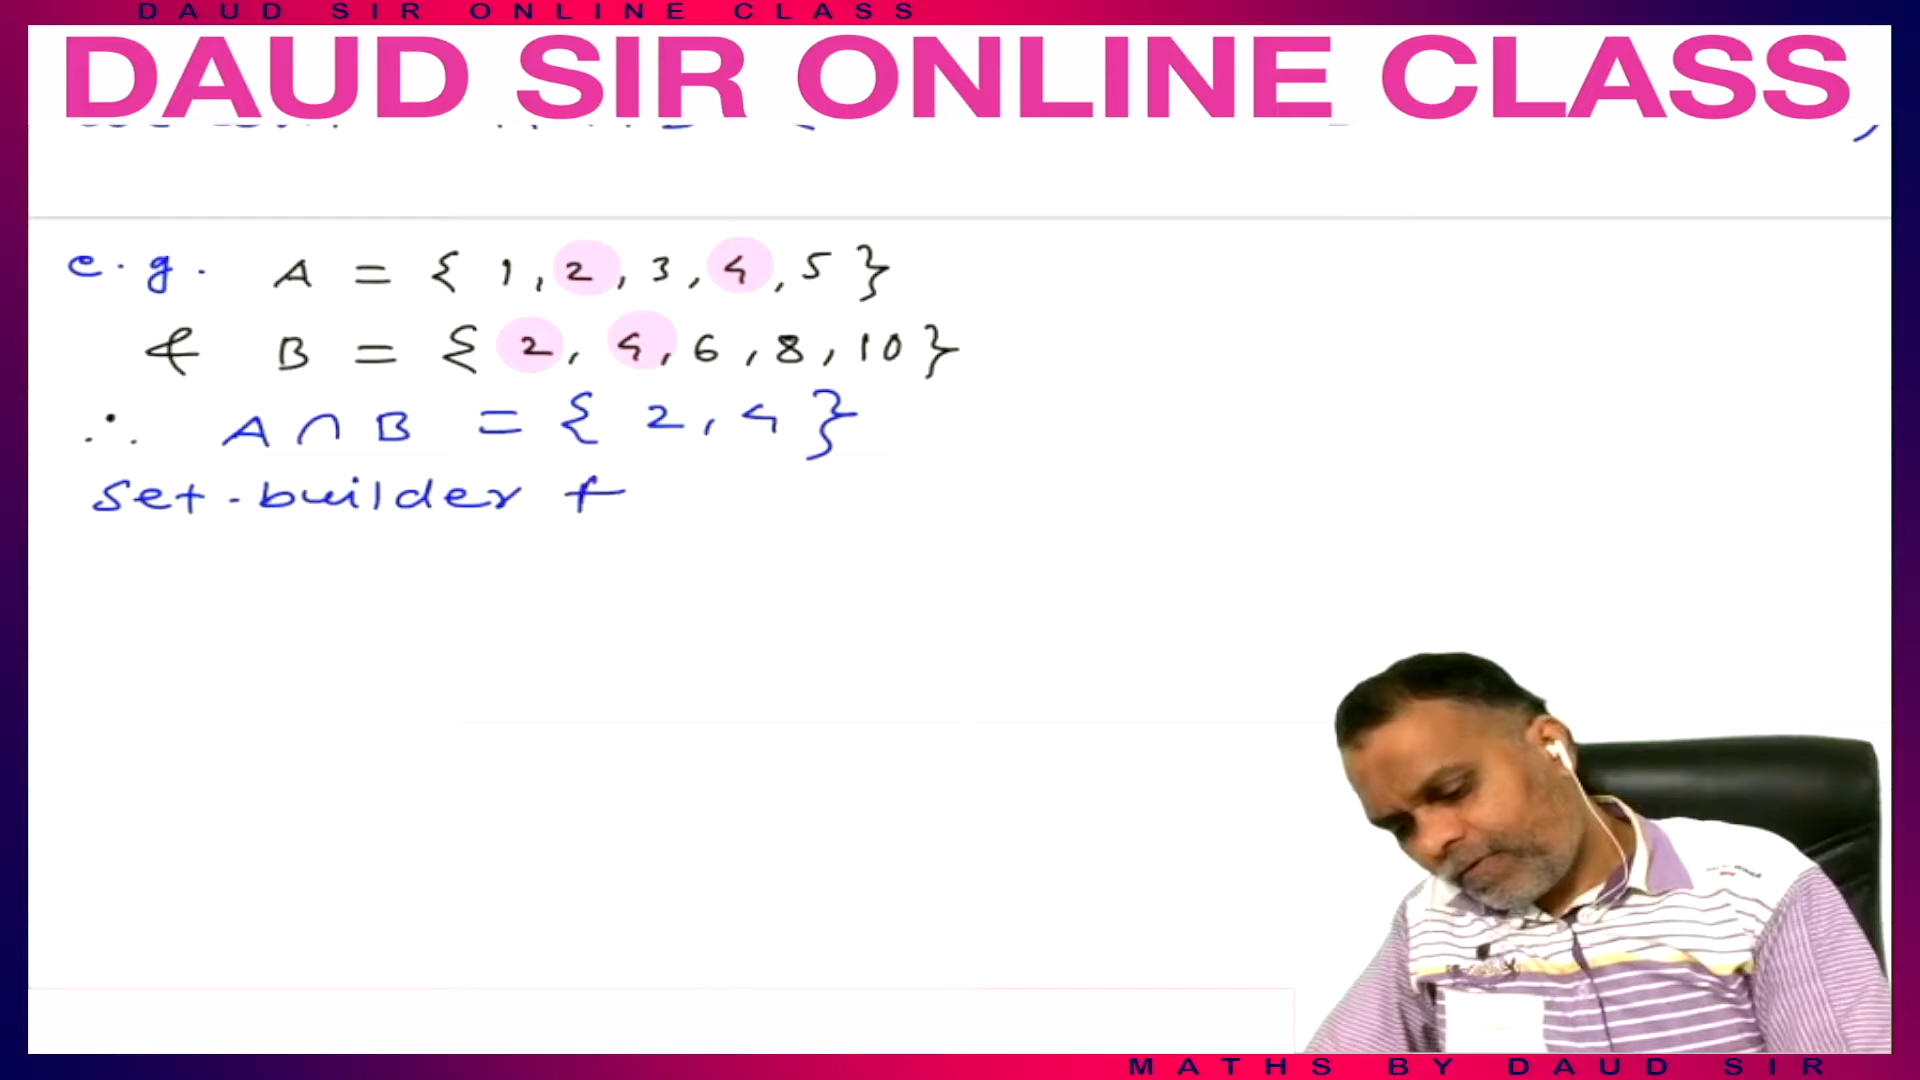 DAUD SIR ONLINE CLASS
DAUD SIR ONLINE CLASS
e.g. A = { 1, 2, 3, 4, 5 }
& B = { 2, 4, 6, 8, 10 }
∴ A ∩ B = { 2, 4 }
Set-builder f
MATHS BY DAUD SIR